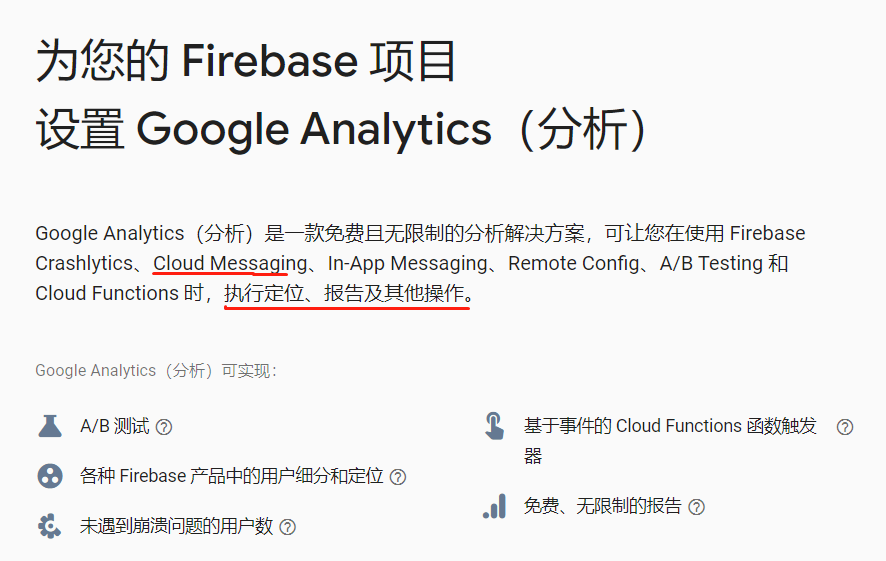 为您的 Firebase 项目
设置 Google Analytics（分析）
Google Analytics（分析）是一款免费且无限制的分析解决方案，可让您在使用 Firebase
Crashlytics、Cloud Messaging、In-App Messaging、Remote Config、A/B Testing 和
Cloud Functions 时，执行定位、报告及其他操作。
Google Analytics（分析）可实现：
A/B 测试
各种 Firebase 产品中的用户细分和定位
未遇到崩溃问题的用户数
基于事件的 Cloud Functions 函数触发
器
免费、无限制的报告